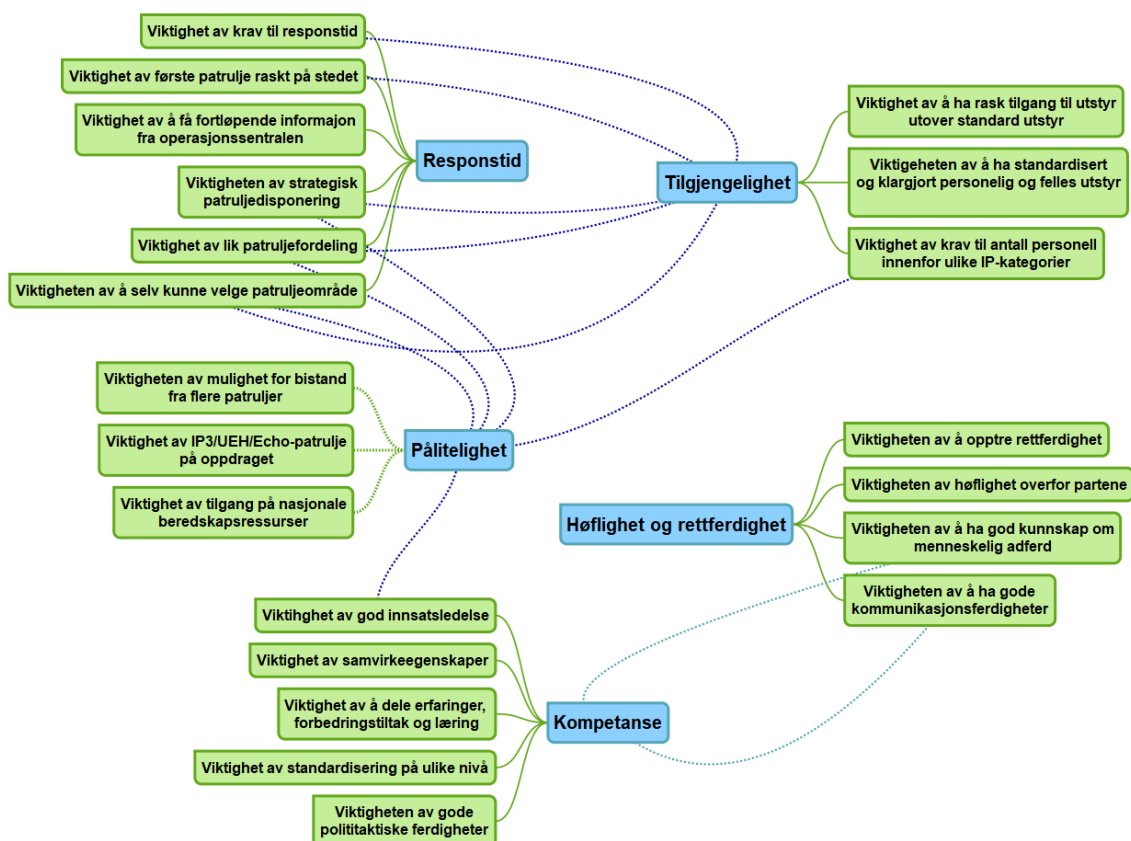 Viktighet av krav til responstid
Viktighet av første patrulje raskt på stedet
Viktighet av å få fortløpende informajon
fra operasjonssentralen
Viktigheten av strategisk
patruljedisponering
Viktighet av lik patruljefordeling
Viktigheten av å selv kunne velge patruljeområde
Responstid
Tilgjengelighet
Viktighet av å ha rask tilgang til utstyr
utover standard utstyr
Viktigeheten av å ha standardisert
og klargjort personelig og felles utstyr
Viktighet av krav til antall personell
innenfor ulike IP-kategorier
Viktigheten av mulighet for bistand
fra flere patruljer
Viktighet av IP3/UEH/Echo-patrulje
på oppdraget
Viktighet av tilgang på nasjonale
beredskapsressurser
Pålitelighet
Høflighet og rettferdighet
Viktigheten av å opptre rettferdighet
Viktigheten av høflighet overfor partene
Viktigheten av å ha god kunnskap om
menneskelig adferd
Viktigheten av å ha gode
kommunikasjonsferdigheter
Viktihghet av god innsatsledelse
Viktighet av samvirkeegenskaper
Viktighet av å dele erfaringer,
forbedringstiltak og læring
Viktighet av standardisering på ulike nivå
Viktigheten av gode
polititaktiske ferdigheter
Kompetanse